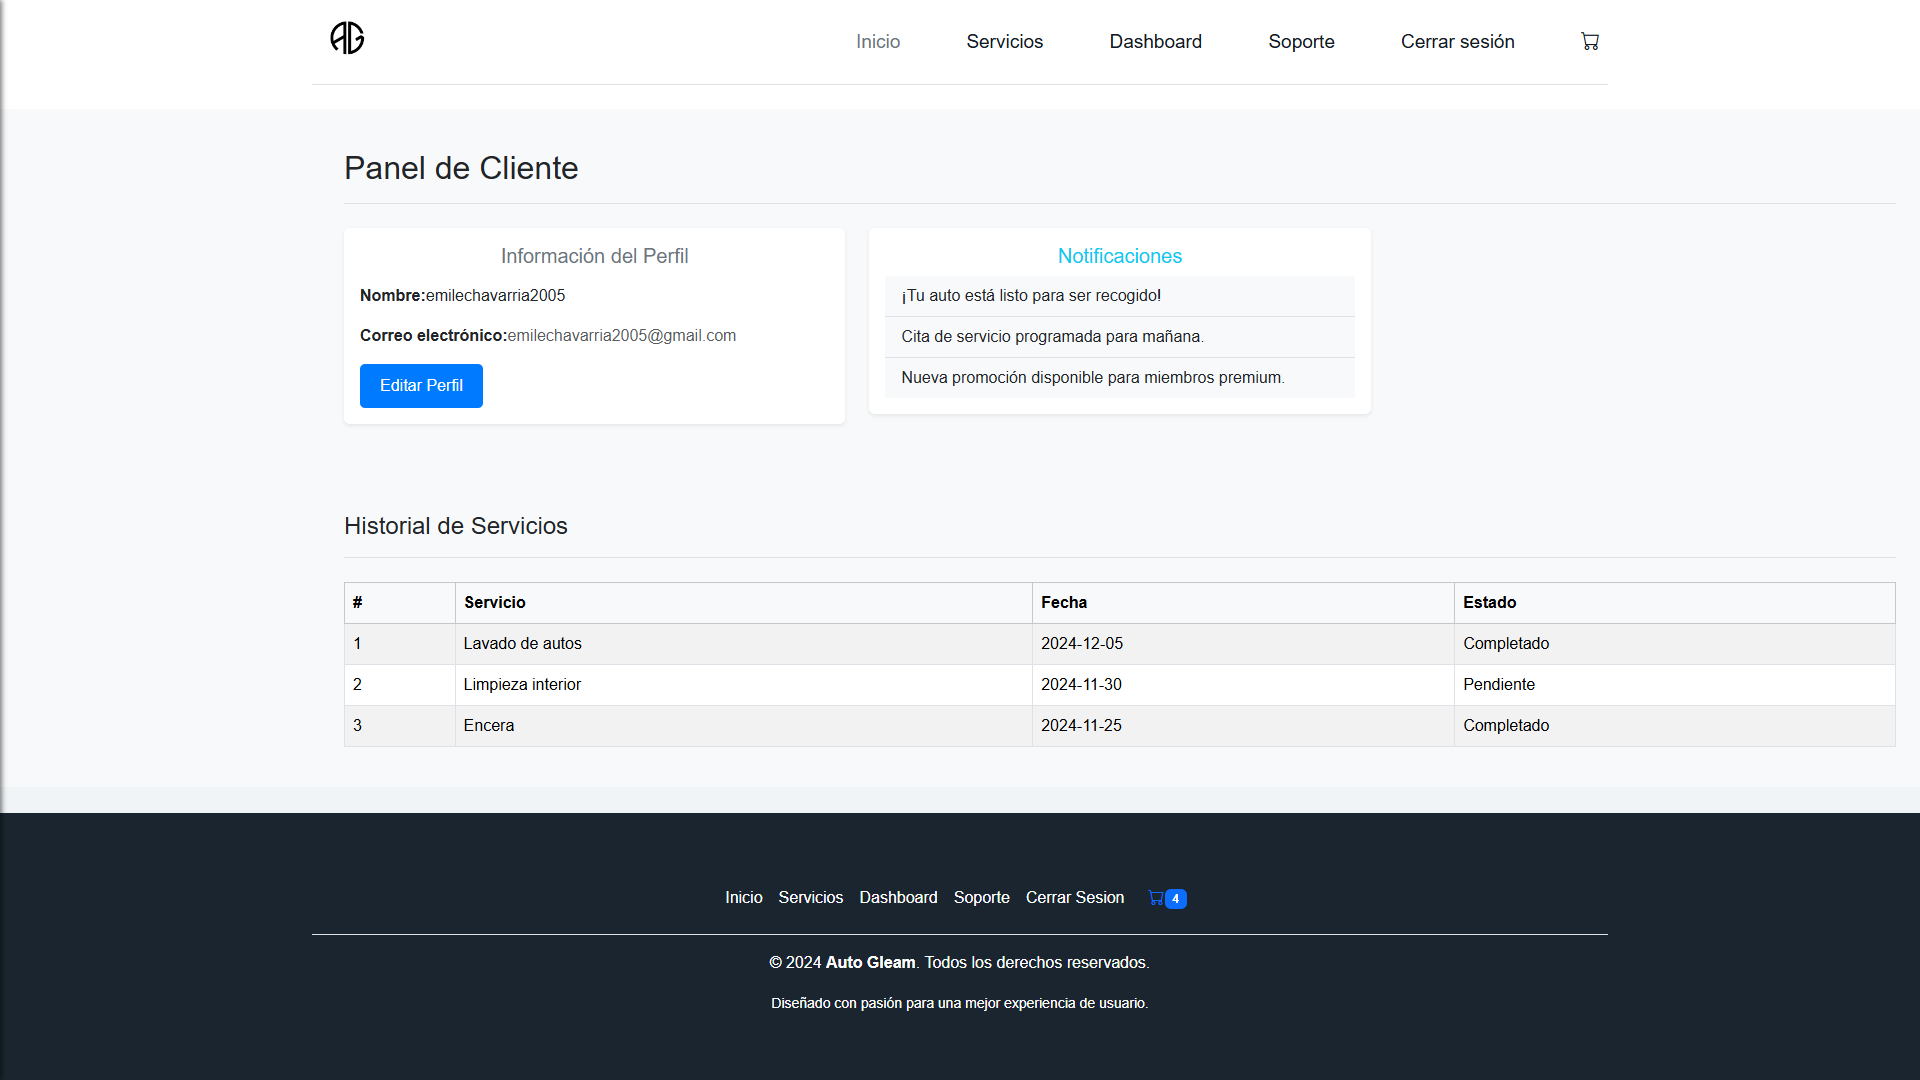 AG
Inicio Servicios Dashboard Soporte Cerrar sesión
Panel de Cliente
Información del Perfil
Nombre:emilechavarria2005
Correo electrónico:emilechavarria2005@gmail.com
Editar Perfil
Notificaciones
¡Tu auto está listo para ser recogido!
Cita de servicio programada para mañana.
Nueva promoción disponible para miembros premium.
Historial de Servicios
# Servicio Fecha Estado
1 Lavado de autos 2024-12-05 Completado
2 Limpieza interior 2024-11-30 Pendiente
3 Encera 2024-11-25 Completado
Inicio Servicios Dashboard Soporte Cerrar Sesion 4
© 2024 Auto Gleam. Todos los derechos reservados.
Diseñado con pasión para una mejor experiencia de usuario.